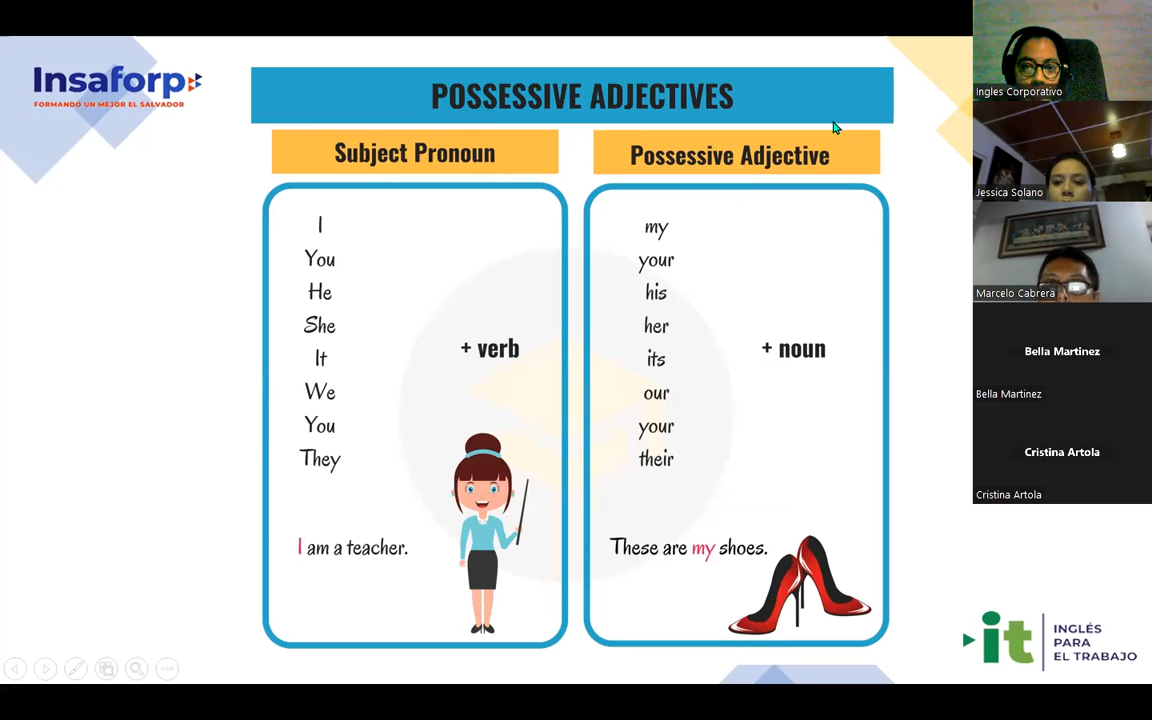 Insaforp
FORMANDO UN MEJOR EL SALVADOR
POSSESSIVE ADJECTIVES
Subject Pronoun
I
You
He
She
It
We
You
They
+ verb
I am a teacher.
Possessive Adjective
my
your
his
her
its
our
your
their
+ noun
These are my shoes.
it
INGLÉS
PARA
EL TRABAJO
Ingles Corporativo
Jessica Solano
Marcelo Cabrera
Bella Martinez
Bella Martinez
Cristina Artola
Cristina Artola